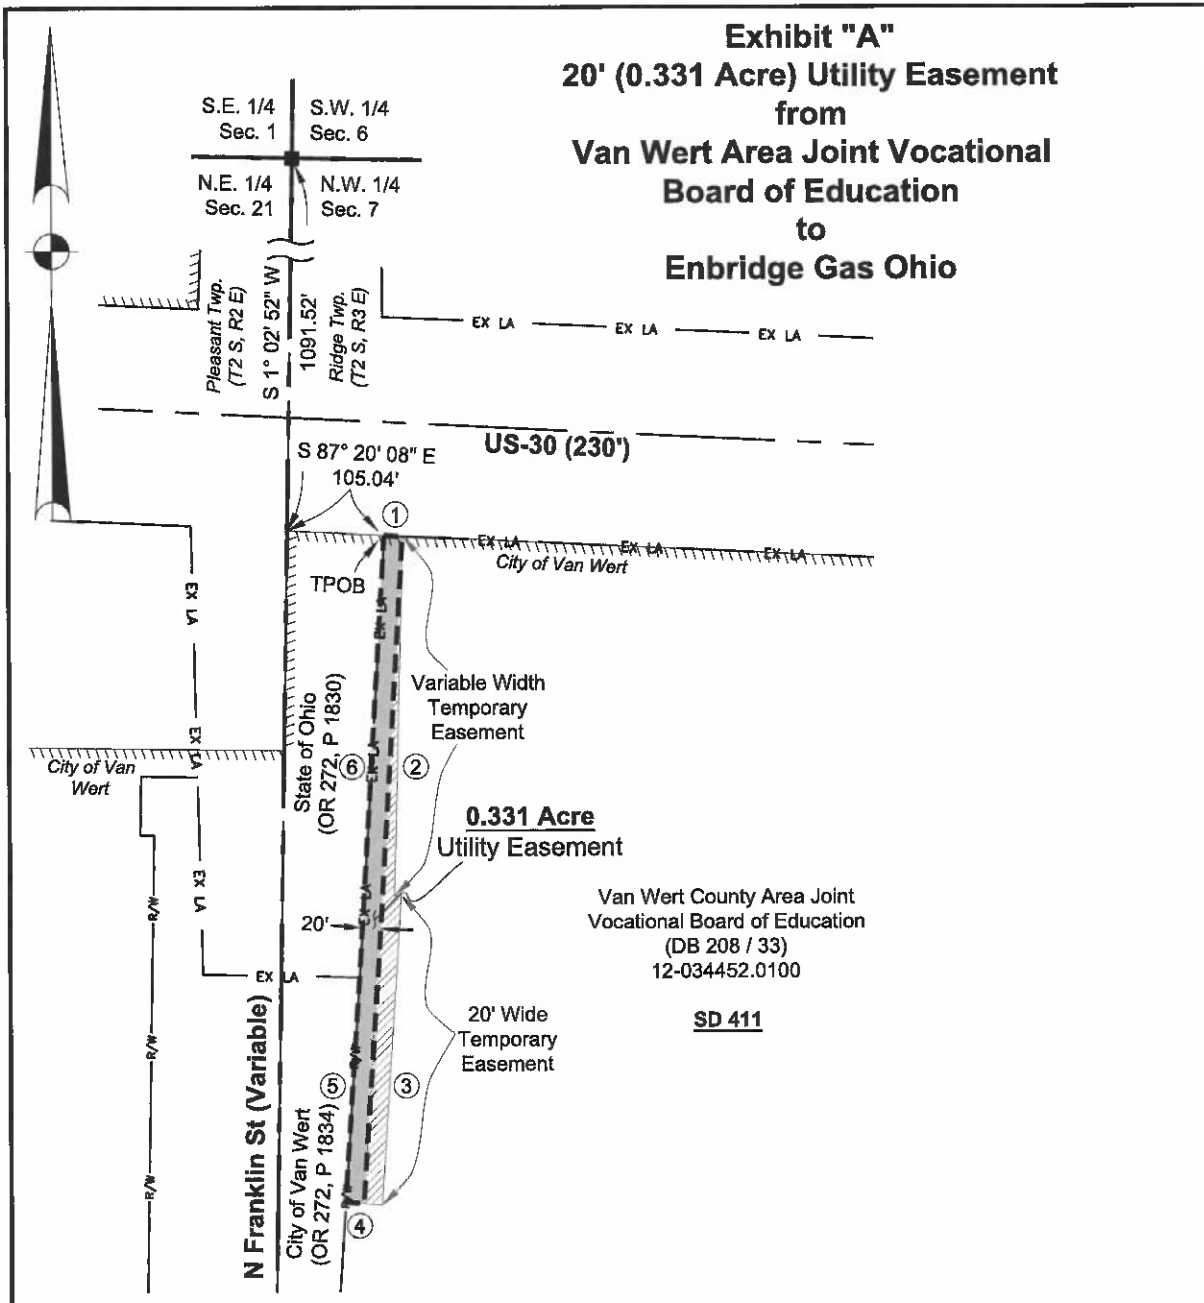 Exhibit "A"
20' (0.331 Acre) Utility Easement
from
Van Wert Area Joint Vocational
Board of Education
to
Enbridge Gas Ohio
S.E. 1/4
Sec. 1
S.W. 1/4
Sec. 6
N.E. 1/4
Sec. 21
N.W. 1/4
Sec. 7
Pleasant Twp.
(T2 S, R2 E)
S 1° 02' 52" W
1091.52'
Ridge Twp.
(T2 S, R3 E)
EX LA
EX LA
EX LA
US-30 (230')
S 87° 20' 08" E
105.04'
1
EX LA
EX LA
EX LA
City of Van Wert
TPOB
EX LA
EX LA
Variable Width
Temporary
Easement
State of Ohio
(OR 272, P 1830)
EX LA
City of Van
Wert
6
EX LA
2
0.331 Acre
Utility Easement
EX LA
EX LA
20'
Van Wert County Area Joint
Vocational Board of Education
(DB 208 / 33)
12-034452.0100
SD 411
R/W
EX LA
20' Wide
Temporary
Easement
R/W
R/W
5
3
N Franklin St (Variable)
City of Van Wert
(OR 272, P 1834)
R/W
R/W
4